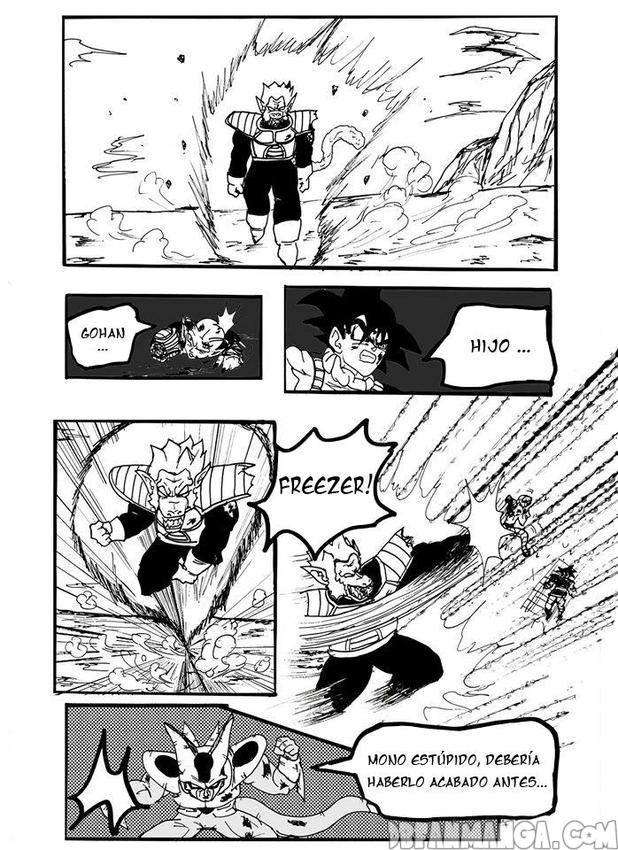 GOHAN
...
HIJO ...
FREEZER!
MONO ESTÚPIDO, DEBERÍA
HABERLO ACABADO ANTES...
DBFANMANGA.COM